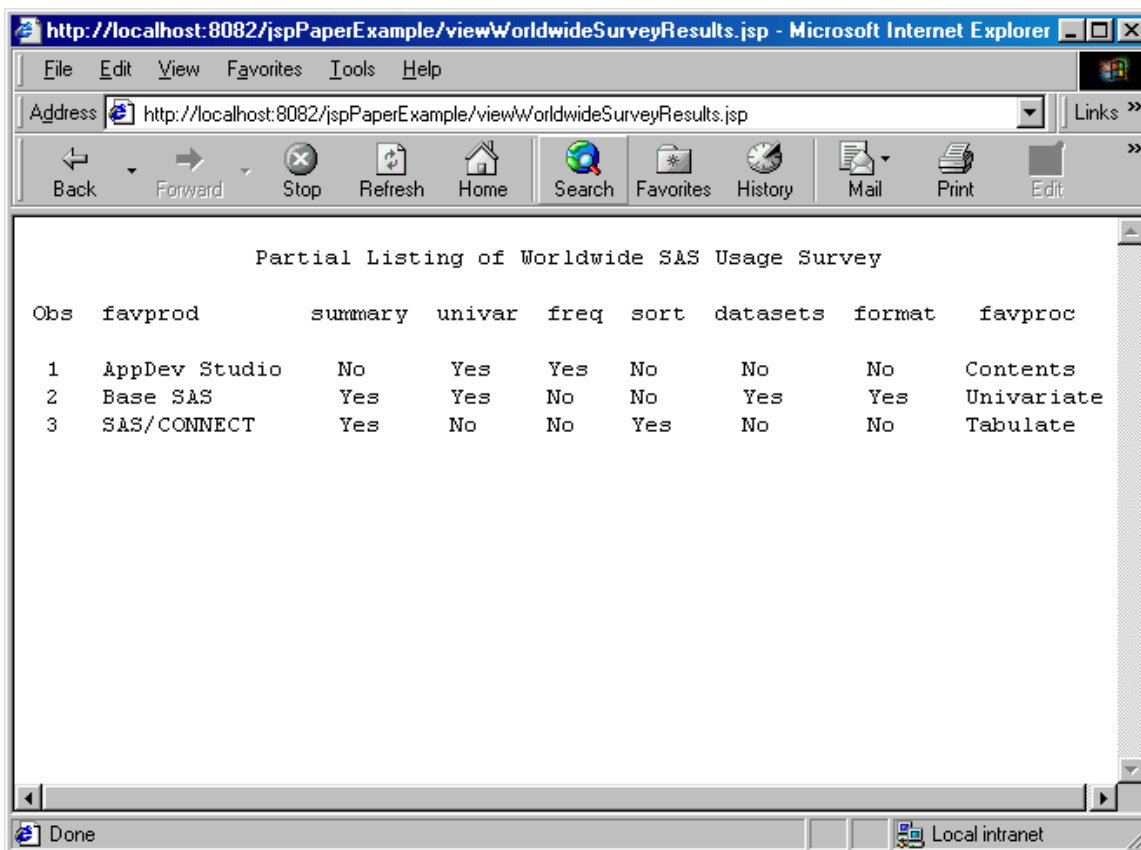 http://localhost:8082/jspPaperExample/viewWorldwideSurveyResults.jsp - Microsoft Internet Explorer
File Edit View Favorites Tools Help
Address http://localhost:8082/jspPaperExample/viewWorldwideSurveyResults.jsp Links »
Back Forward Stop Refresh Home Search Favorites History Mail Print Edit »
Partial Listing of Worldwide SAS Usage Survey
Obs favprod summary univar freq sort datasets format favproc
1 AppDev Studio No Yes Yes No No No Contents
2 Base SAS Yes Yes No No Yes Yes Univariate
3 SAS/CONNECT Yes No No Yes No No Tabulate
Done Local intranet